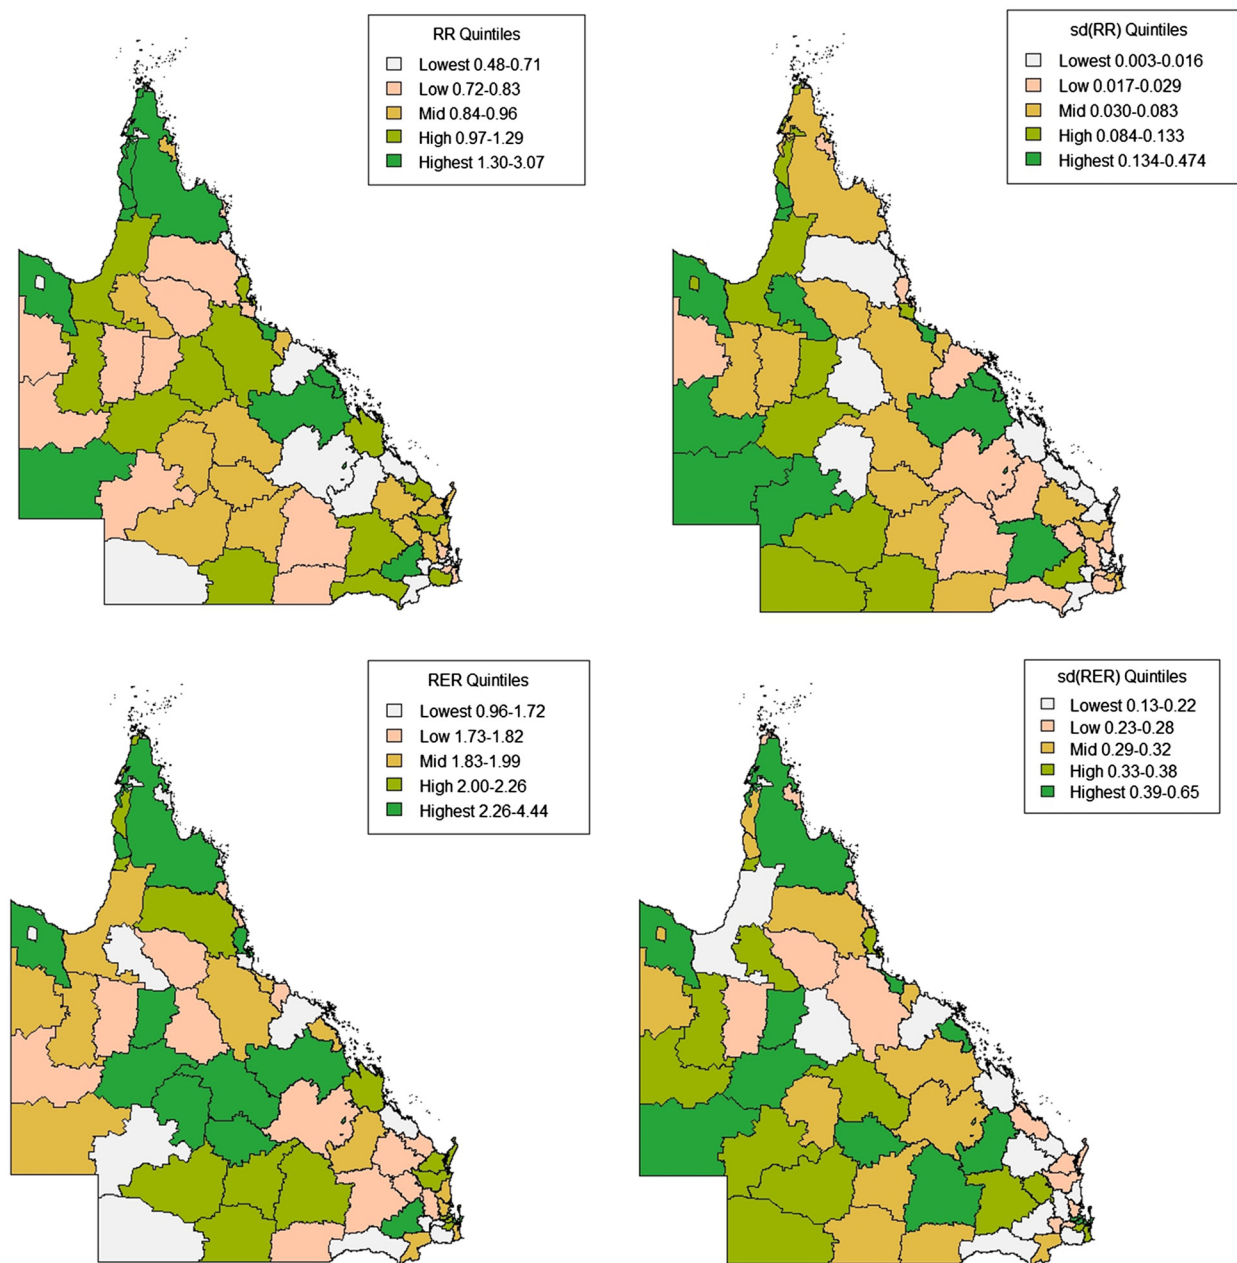 RR Quintiles
Lowest 0.48-0.71
Low 0.72-0.83
Mid 0.84-0.96
High 0.97-1.29
Highest 1.30-3.07
sd(RR) Quintiles
Lowest 0.003-0.016
Low 0.017-0.029
Mid 0.030-0.083
High 0.084-0.133
Highest 0.134-0.474
RER Quintiles
Lowest 0.96-1.72
Low 1.73-1.82
Mid 1.83-1.99
High 2.00-2.26
Highest 2.26-4.44
sd(RER) Quintiles
Lowest 0.13-0.22
Low 0.23-0.28
Mid 0.29-0.32
High 0.33-0.38
Highest 0.39-0.65